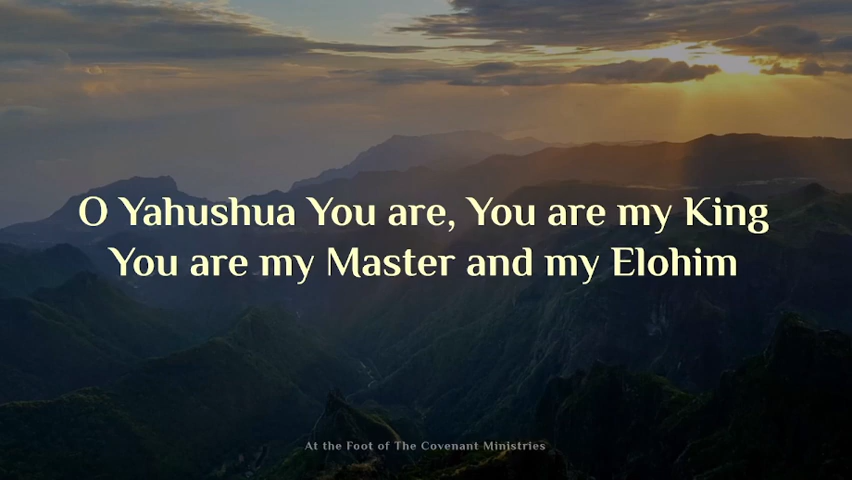 O Yahushua You are, You are my King
You are my Master and my Elohim
At the Foot of The Covenant Ministries